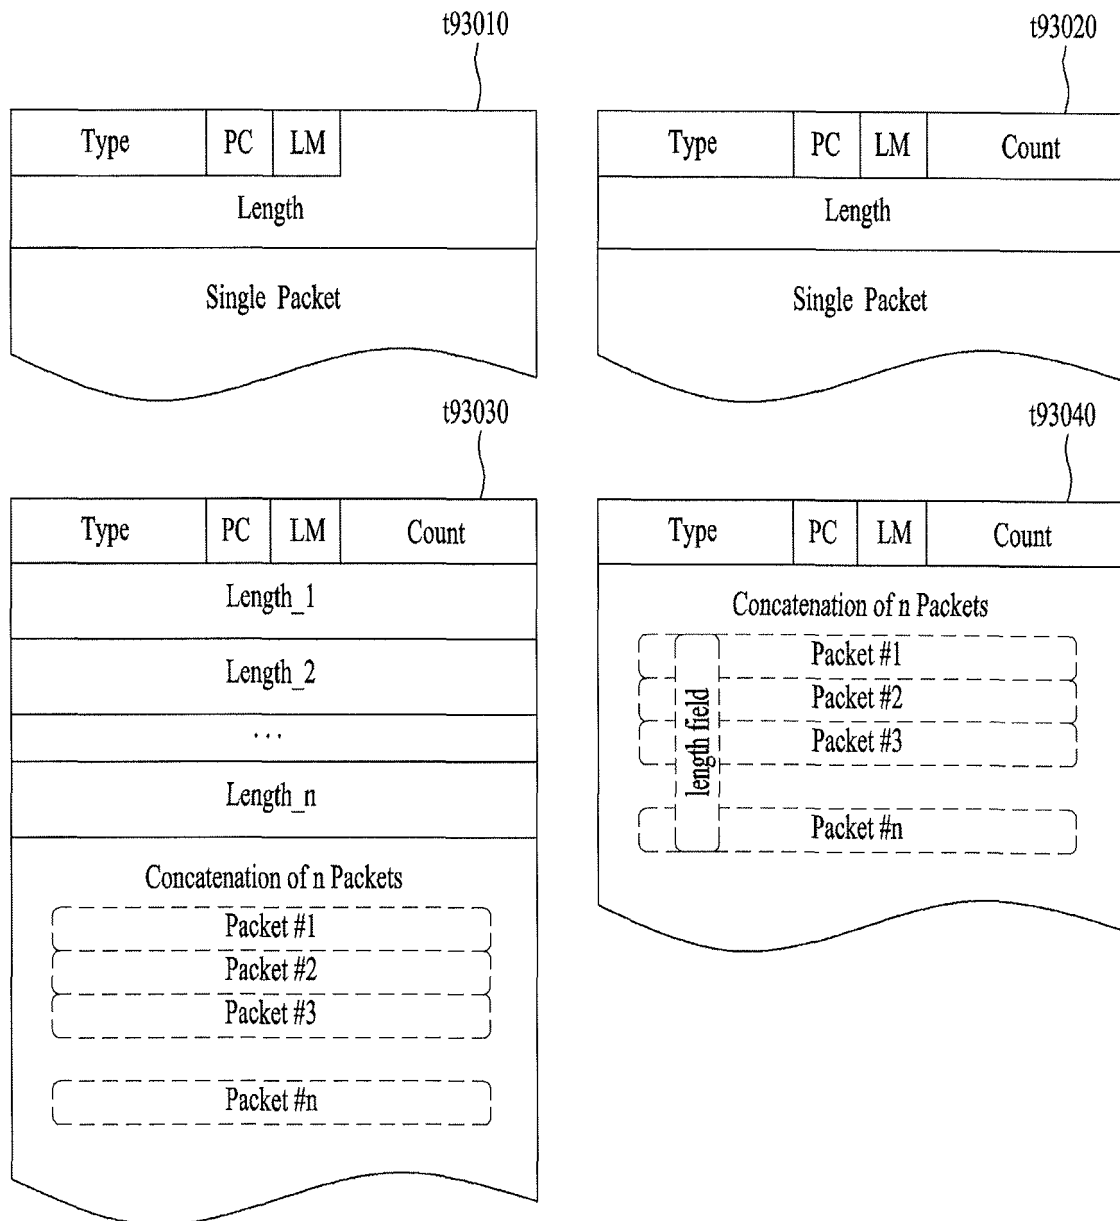 t93010
Type PC LM
Length
Single Packet
t93020
Type PC LM Count
Length
Single Packet
t93030
Type PC LM Count
Length_1
Length_2
...
Length_n
Concatenation of n Packets
Packet #1
Packet #2
Packet #3
Packet #n
t93040
Type PC LM Count
Concatenation of n Packets
length field
Packet #1
Packet #2
Packet #3
Packet #n